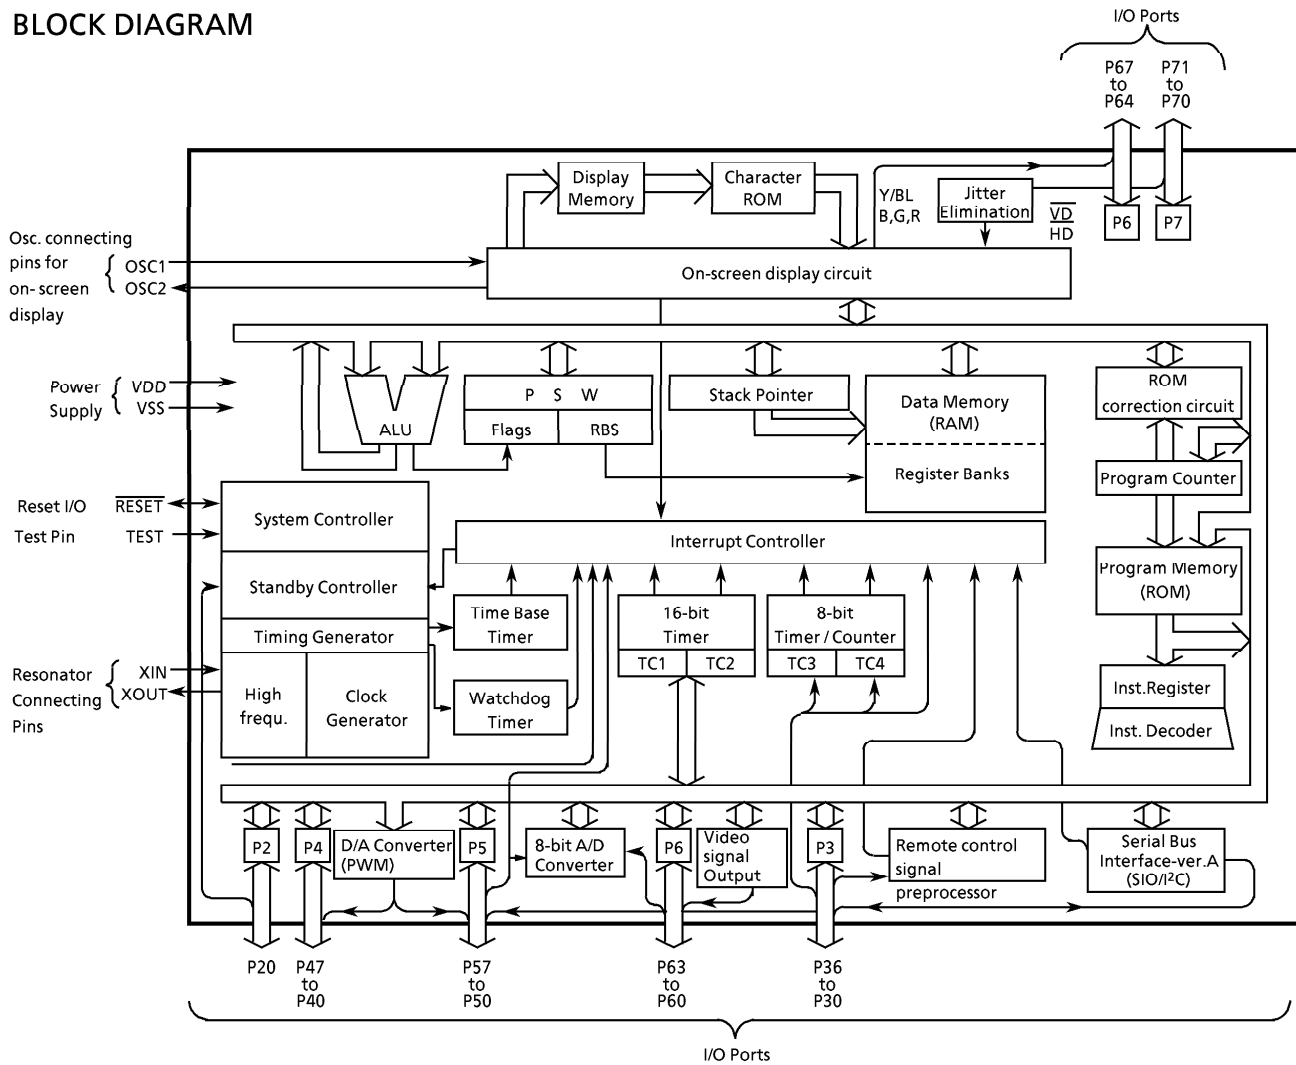 BLOCK DIAGRAM
I/O Ports
P67
to
P64
P71
to
P70
Display
Memory
Character
ROM
Y/BL
B,G,R
Jitter
Elimination
VD
HD
P6
P7
Osc. connecting
pins for
on- screen
display
OSC1
OSC2
On-screen display circuit
Power
Supply
VDD
VSS
ALU
P S W
Flags
RBS
Stack Pointer
Data Memory
(RAM)
Register Banks
ROM
correction circuit
Program Counter
Program Memory
(ROM)
Inst.Register
Inst. Decoder
Reset I/O
RESET
Test Pin
TEST
System Controller
Standby Controller
Timing Generator
High
frequ.
Clock
Generator
Resonator
Connecting
Pins
XIN
XOUT
Interrupt Controller
Time Base
Timer
Watchdog
Timer
16-bit
Timer
TC1
TC2
8-bit
Timer / Counter
TC3
TC4
P2
P4
D/A Converter
(PWM)
P5
8-bit A/D
Converter
P6
Video
signal
Output
P3
Remote control
signal
preprocessor
Serial Bus
Interface-ver.A
(SIO/I²C)
P20
P47
to
P40
P57
to
P50
P63
to
P60
P36
to
P30
I/O Ports